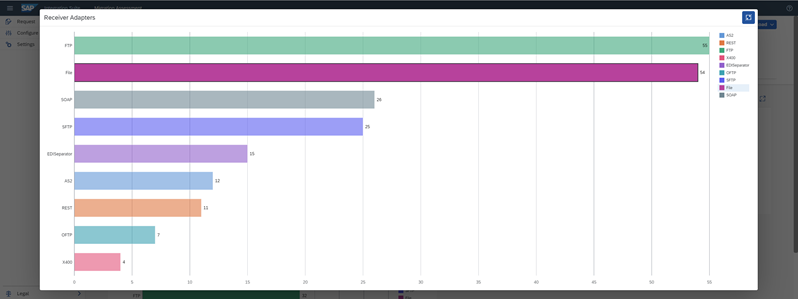 SAP Integration Suite Migration Assessment
Request
Configure
Settings
Receiver Adapters
FTP 55
File 54
SOAP 26
SFTP 25
EDISeparator 15
AS2 12
REST 11
OFTP 7
X400 4
0 5 10 15 20 25 30 35 40 45 50 55
AS2
REST
FTP
X400
EDISeparator
OFTP
SFTP
File
SOAP
Legal